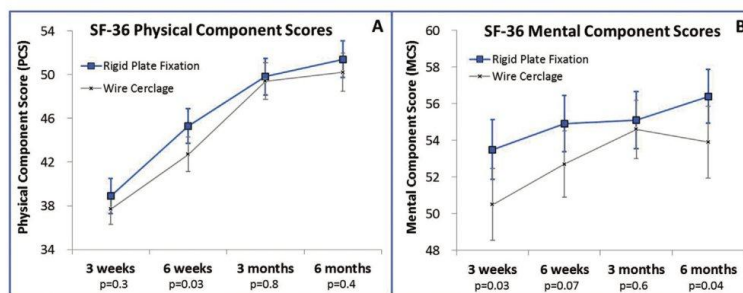 SF-36 Physical Component Scores
A
Physical Component Score (PCS)
54
50
46
42
38
34
Rigid Plate Fixation
Wire Cerclage
3 weeks
6 weeks
3 months
6 months
p=0.3
p=0.03
p=0.8
p=0.4
SF-36 Mental Component Scores
B
Mental Component Score (MCS)
60
58
56
54
52
50
48
Rigid Plate Fixation
Wire Cerclage
3 weeks
6 weeks
3 months
6 months
p=0.03
p=0.07
p=0.6
p=0.04